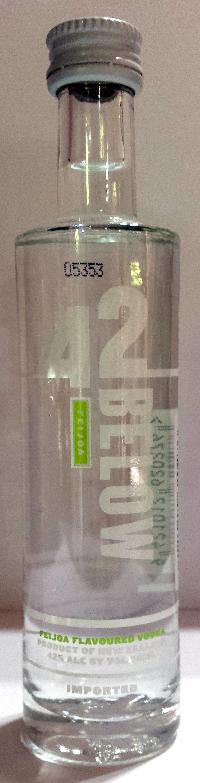 05353
42
BELOW
FEIJOA
FEIJOA FLAVOURED VODKA
PRODUCT OF NEW ZEALAND
42% ALC BY VOL
IMPORTED